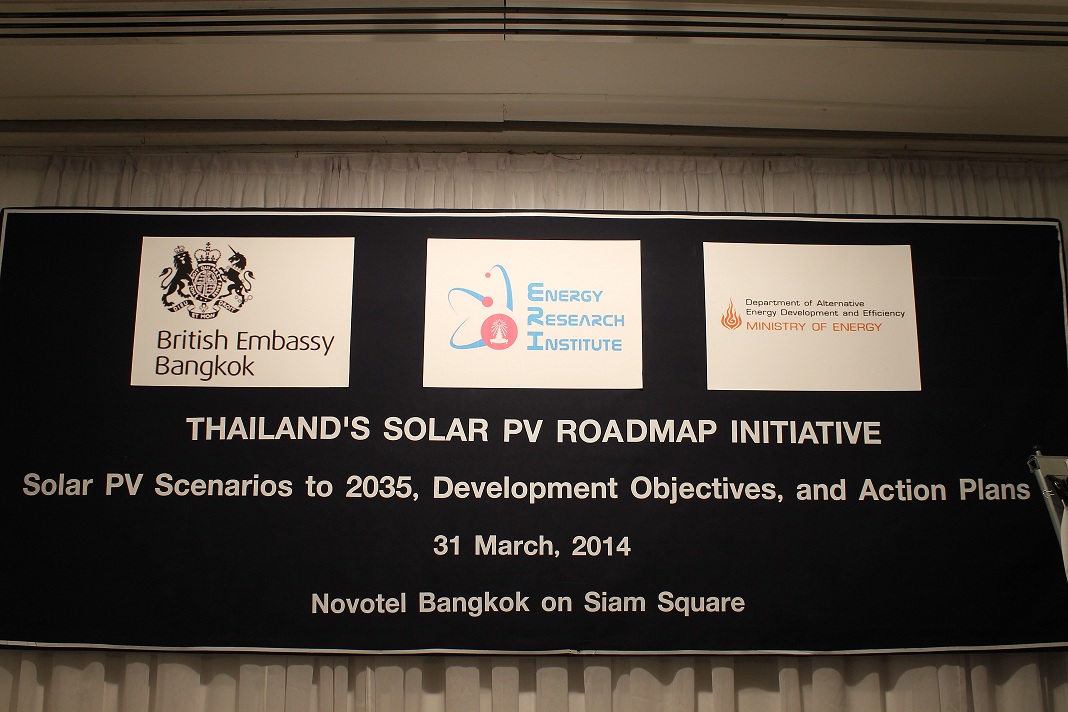 British Embassy
Bangkok
ENERGY
RESEARCH
INSTITUTE
Department of Alternative
Energy Development and Efficiency
MINISTRY OF ENERGY
THAILAND'S SOLAR PV ROADMAP INITIATIVE
Solar PV Scenarios to 2035, Development Objectives, and Action Plans
31 March, 2014
Novotel Bangkok on Siam Square